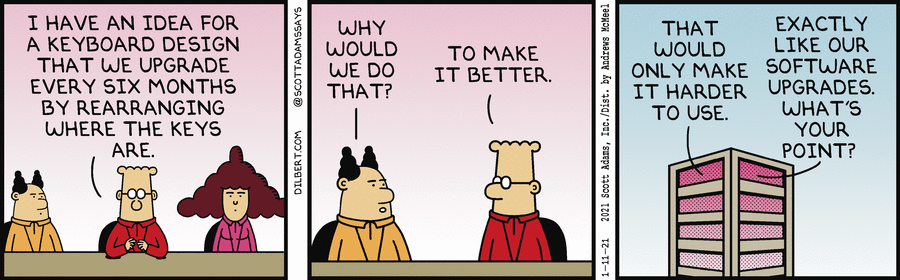 I HAVE AN IDEA FOR
A KEYBOARD DESIGN
THAT WE UPGRADE
EVERY SIX MONTHS
BY REARRANGING
WHERE THE KEYS
ARE.
DILBERT.COM @SCOTTADAMSSAYS
WHY
WOULD
WE DO
THAT?
TO MAKE
IT BETTER.
1-11-21 2021 Scott Adams, Inc./Dist. by Andrews McMeel
THAT
WOULD
ONLY MAKE
IT HARDER
TO USE.
EXACTLY
LIKE OUR
SOFTWARE
UPGRADES.
WHAT'S
YOUR
POINT?